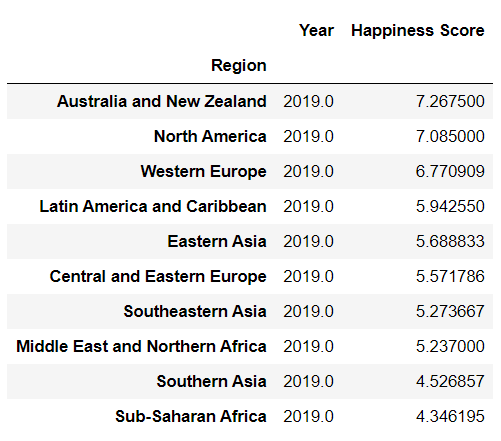 Year Happiness Score
Region
Australia and New Zealand 2019.0 7.267500
North America 2019.0 7.085000
Western Europe 2019.0 6.770909
Latin America and Caribbean 2019.0 5.942550
Eastern Asia 2019.0 5.688833
Central and Eastern Europe 2019.0 5.571786
Southeastern Asia 2019.0 5.273667
Middle East and Northern Africa 2019.0 5.237000
Southern Asia 2019.0 4.526857
Sub-Saharan Africa 2019.0 4.346195